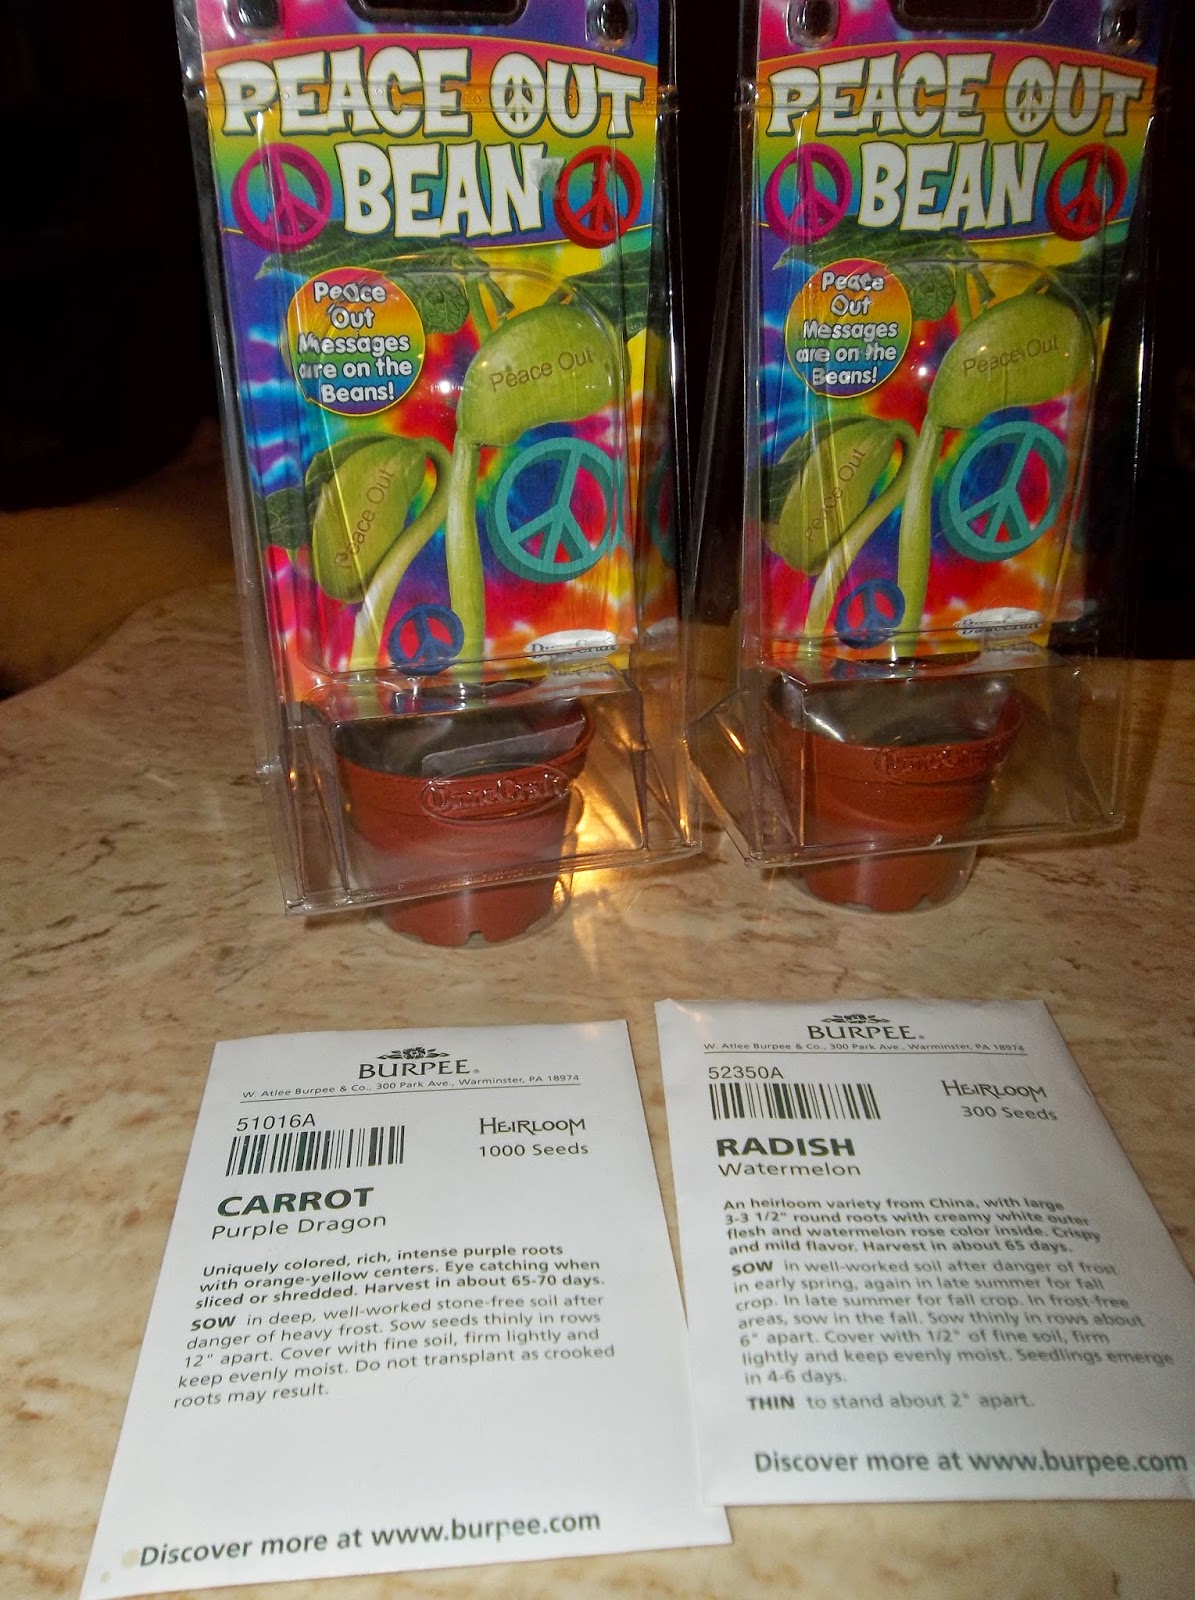 PEACE OUT
BEAN
Peace
Out
Messages
are on the
Beans!
Peace Out
Peace Out
DuneCraft
DuneCraft
PEACE OUT
BEAN
Peace
Out
Messages
are on the
Beans!
Peace Out
Peace Out
DuneCraft
DuneCraft
BURPEE®
W. Atlee Burpee & Co., 300 Park Ave., Warminster, PA 18974
51016A
HEIRLOOM
1000 Seeds
CARROT
Purple Dragon
Uniquely colored, rich, intense purple roots
with orange-yellow centers. Eye catching when
sliced or shredded. Harvest in about 65-70 days.
SOW in deep, well-worked stone-free soil after
danger of heavy frost. Sow seeds thinly in rows
12" apart. Cover with fine soil, firm lightly and
keep evenly moist. Do not transplant as crooked
roots may result.
Discover more at www.burpee.com
BURPEE®
W. Atlee Burpee & Co., 300 Park Ave., Warminster, PA 18974
52350A
HEIRLOOM
300 Seeds
RADISH
Watermelon
An heirloom variety from China, with large
3-3 1/2" round roots with creamy white outer
flesh and watermelon rose color inside. Crispy
and mild flavor. Harvest in about 65 days.
SOW in well-worked soil after danger of frost
in early spring, again in late summer for fall
crop. In late summer for fall crop. In frost-free
areas, sow in the fall. Sow thinly in rows about
6" apart. Cover with 1/2" of fine soil, firm
lightly and keep evenly moist. Seedlings emerge
in 4-6 days.
THIN to stand about 2" apart.
Discover more at www.burpee.com